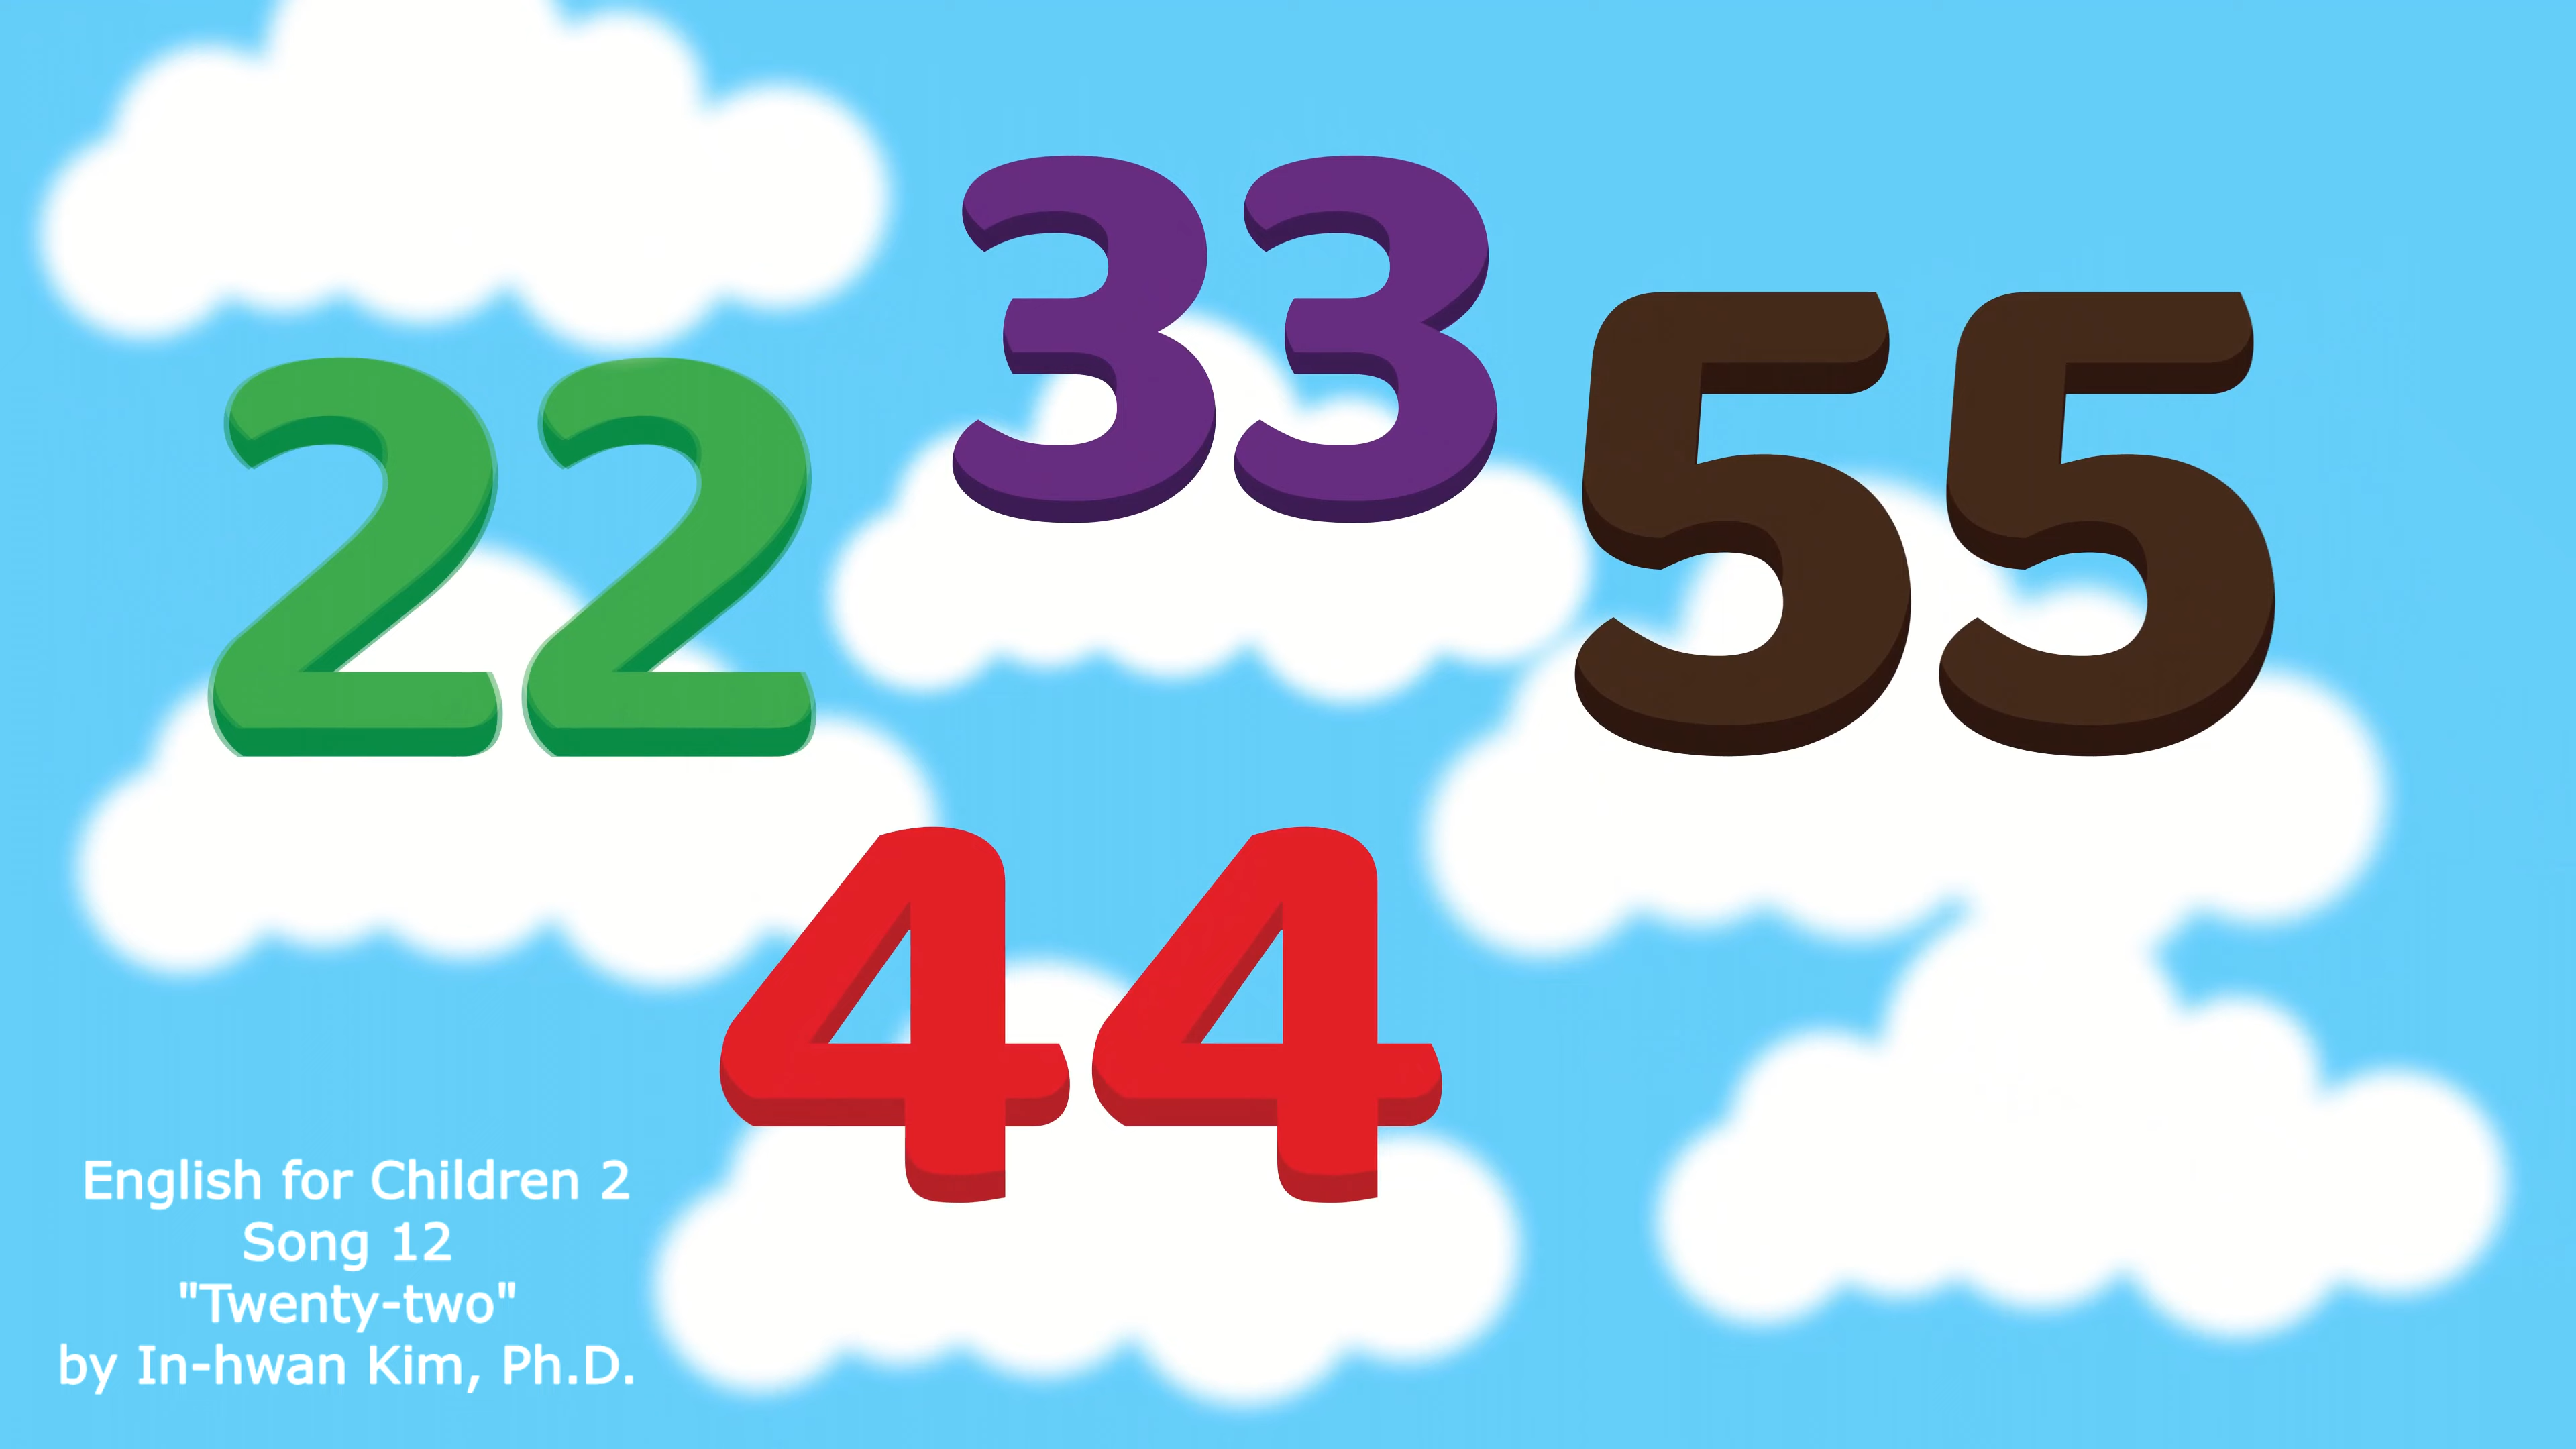 33
55
22
44
English for Children 2
Song 12
"Twenty-two"
by In-hwan Kim, Ph.D.